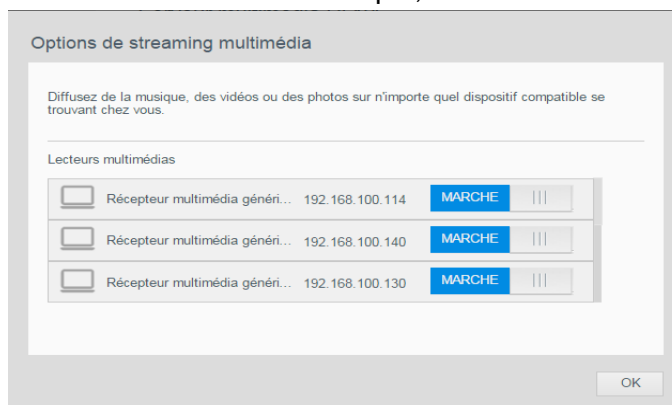 Options de streaming multimédia
Diffusez de la musique, des vidéos ou des photos sur n'importe quel dispositif compatible se
trouvant chez vous.
Lecteurs multimédias
Récepteur multimédia généri... 192.168.100.114 MARCHE
Récepteur multimédia généri... 192.168.100.140 MARCHE
Récepteur multimédia généri... 192.168.100.130 MARCHE
OK